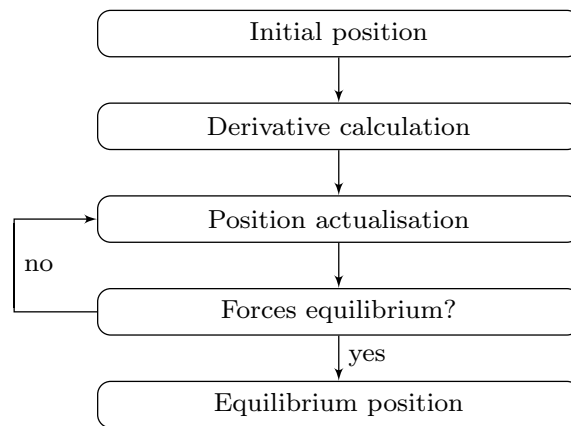 Initial position
Derivative calculation
Position actualisation
no
Forces equilibrium?
yes
Equilibrium position